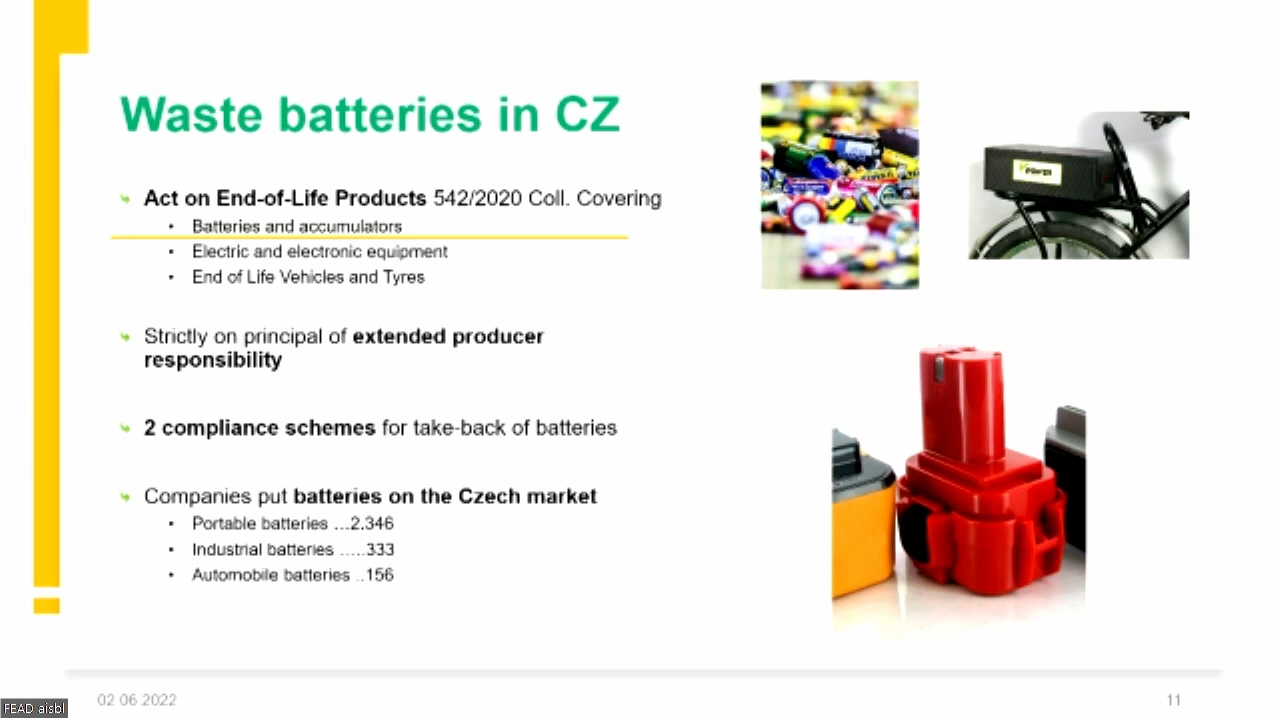 Waste batteries in CZ
Act on End-of-Life Products 542/2020 Coll. Covering
• Batteries and accumulators
• Electric and electronic equipment
• End of Life Vehicles and Tyres
Strictly on principal of extended producer
responsibility
2 compliance schemes for take-back of batteries
Companies put batteries on the Czech market
• Portable batteries ...2.346
• Industrial batteries .....333
• Automobile batteries ..156
02 06 2022
11
FEAD aisbl